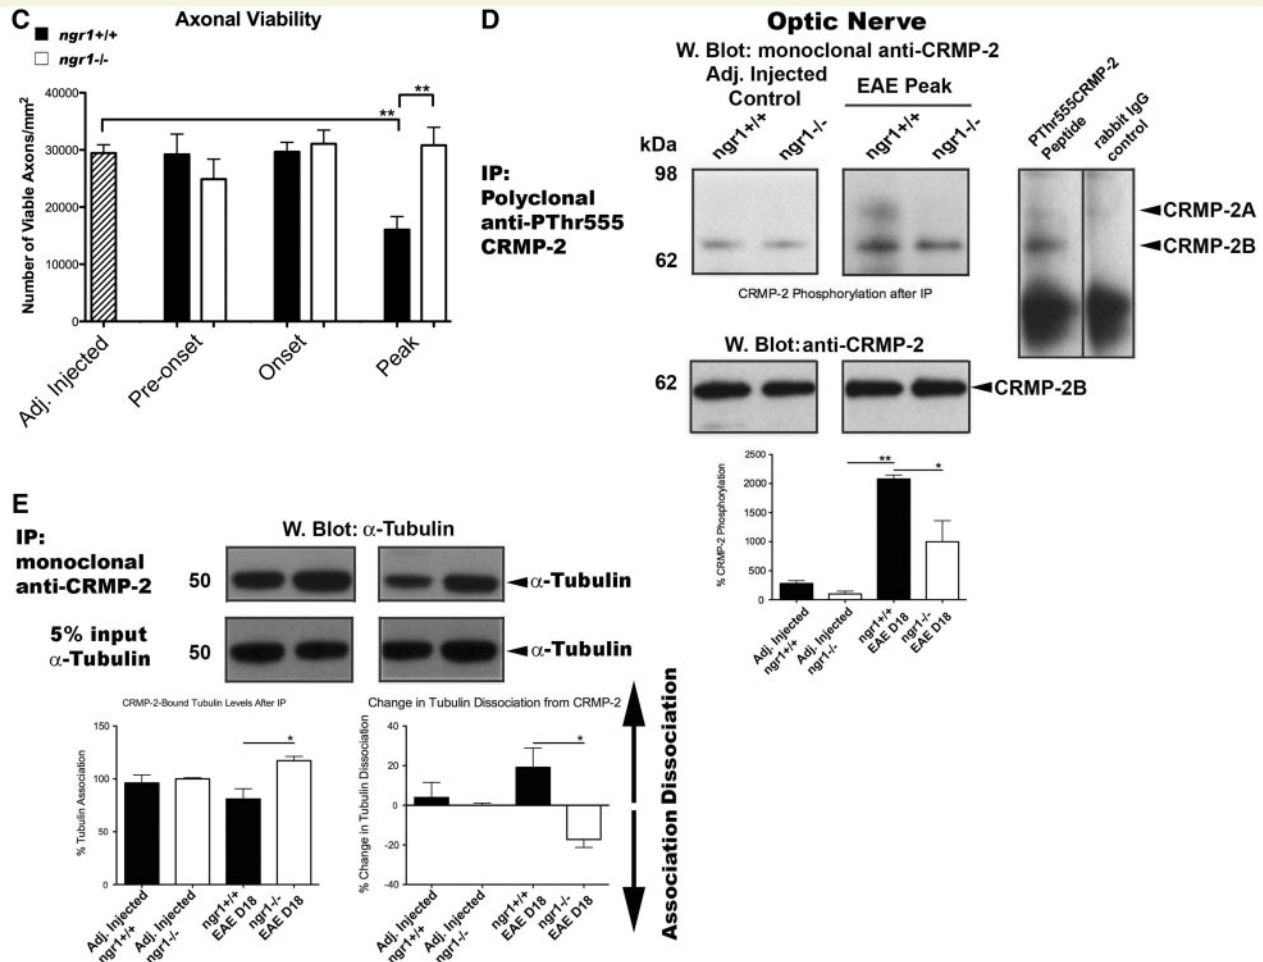 C
Axonal Viability
ngr1+/+
ngr1-/-
**
**
Number of Viable Axons/mm²
40000
30000
20000
10000
0
Adj. Injected
Pre-onset
Onset
Peak
D
Optic Nerve
W. Blot: monoclonal anti-CRMP-2
Adj. Injected
Control
EAE Peak
ngr1+/+
ngr1-/-
ngr1+/+
ngr1-/-
PThr555CRMP-2
Peptide
rabbit IgG
control
kDa
98
62
IP:
Polyclonal
anti-PThr555
CRMP-2
CRMP-2A
CRMP-2B
CRMP-2 Phosphorylation after IP
W. Blot:anti-CRMP-2
62
CRMP-2B
% CRMP-2 Phosphorylation
2500
2000
1500
1000
500
0
**
*
Adj. Injected
ngr1+/+
Adj. Injected
ngr1-/-
ngr1+/+
EAE D18
ngr1-/-
EAE D18
E
IP:
monoclonal
anti-CRMP-2
W. Blot: α-Tubulin
50
α-Tubulin
5% input
α-Tubulin
50
α-Tubulin
CRMP-2-Bound Tubulin Levels After IP
% Tubulin Association
150
100
50
0
*
Adj. Injected
ngr1+/+
Adj. Injected
ngr1-/-
ngr1+/+
EAE D18
ngr1-/-
EAE D18
Change in Tubulin Dissociation from CRMP-2
% Change in Tubulin Dissociation
40
20
0
-20
-40
*
Adj. Injected
ngr1+/+
Adj. Injected
ngr1-/-
ngr1+/+
EAE D18
ngr1-/-
EAE D18
Association Dissociation